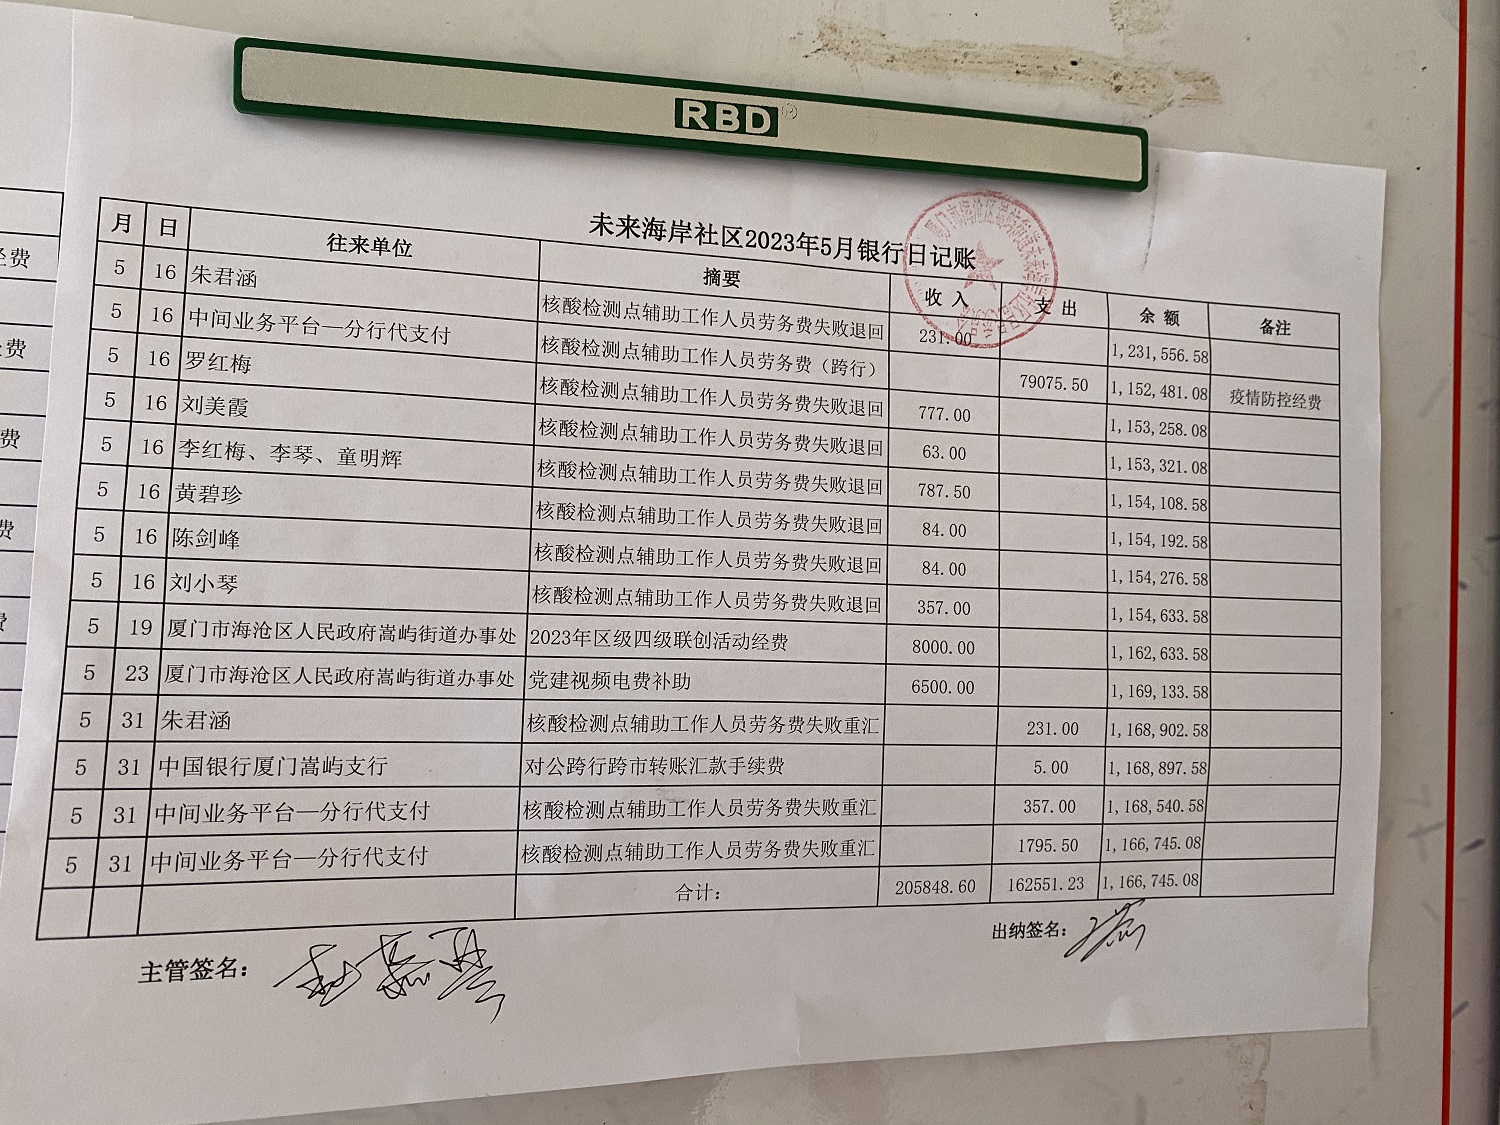 RBD
未来海岸社区2023年5月银行日记账
月 日 往来单位 摘要 收入 支出 余额 备注
5 16 朱君涵 核酸检测点辅助工作人员劳务费失败退回 231.00 1,231,556.58
5 16 中间业务平台—分行代支付 核酸检测点辅助工作人员劳务费（跨行） 79075.50 1,152,481.08 疫情防控经费
5 16 罗红梅 核酸检测点辅助工作人员劳务费失败退回 777.00 1,153,258.08
5 16 刘美霞 核酸检测点辅助工作人员劳务费失败退回 63.00 1,153,321.08
5 16 李红梅、李琴、童明辉 核酸检测点辅助工作人员劳务费失败退回 787.50 1,154,108.58
5 16 黄碧珍 核酸检测点辅助工作人员劳务费失败退回 84.00 1,154,192.58
5 16 陈剑峰 核酸检测点辅助工作人员劳务费失败退回 84.00 1,154,276.58
5 16 刘小琴 核酸检测点辅助工作人员劳务费失败退回 357.00 1,154,633.58
5 19 厦门市海沧区人民政府嵩屿街道办事处 2023年区级四级联创活动经费 8000.00 1,162,633.58
5 23 厦门市海沧区人民政府嵩屿街道办事处 党建视频电费补助 6500.00 1,169,133.58
5 31 朱君涵 核酸检测点辅助工作人员劳务费失败重汇 231.00 1,168,902.58
5 31 中国银行厦门嵩屿支行 对公跨行跨市转账汇款手续费 5.00 1,168,897.58
5 31 中间业务平台—分行代支付 核酸检测点辅助工作人员劳务费失败重汇 357.00 1,168,540.58
5 31 中间业务平台—分行代支付 核酸检测点辅助工作人员劳务费失败重汇 1795.50 1,166,745.08
合计： 205848.60 162551.23 1,166,745.08
主管签名： 出纳签名：
经费
经费
费
费